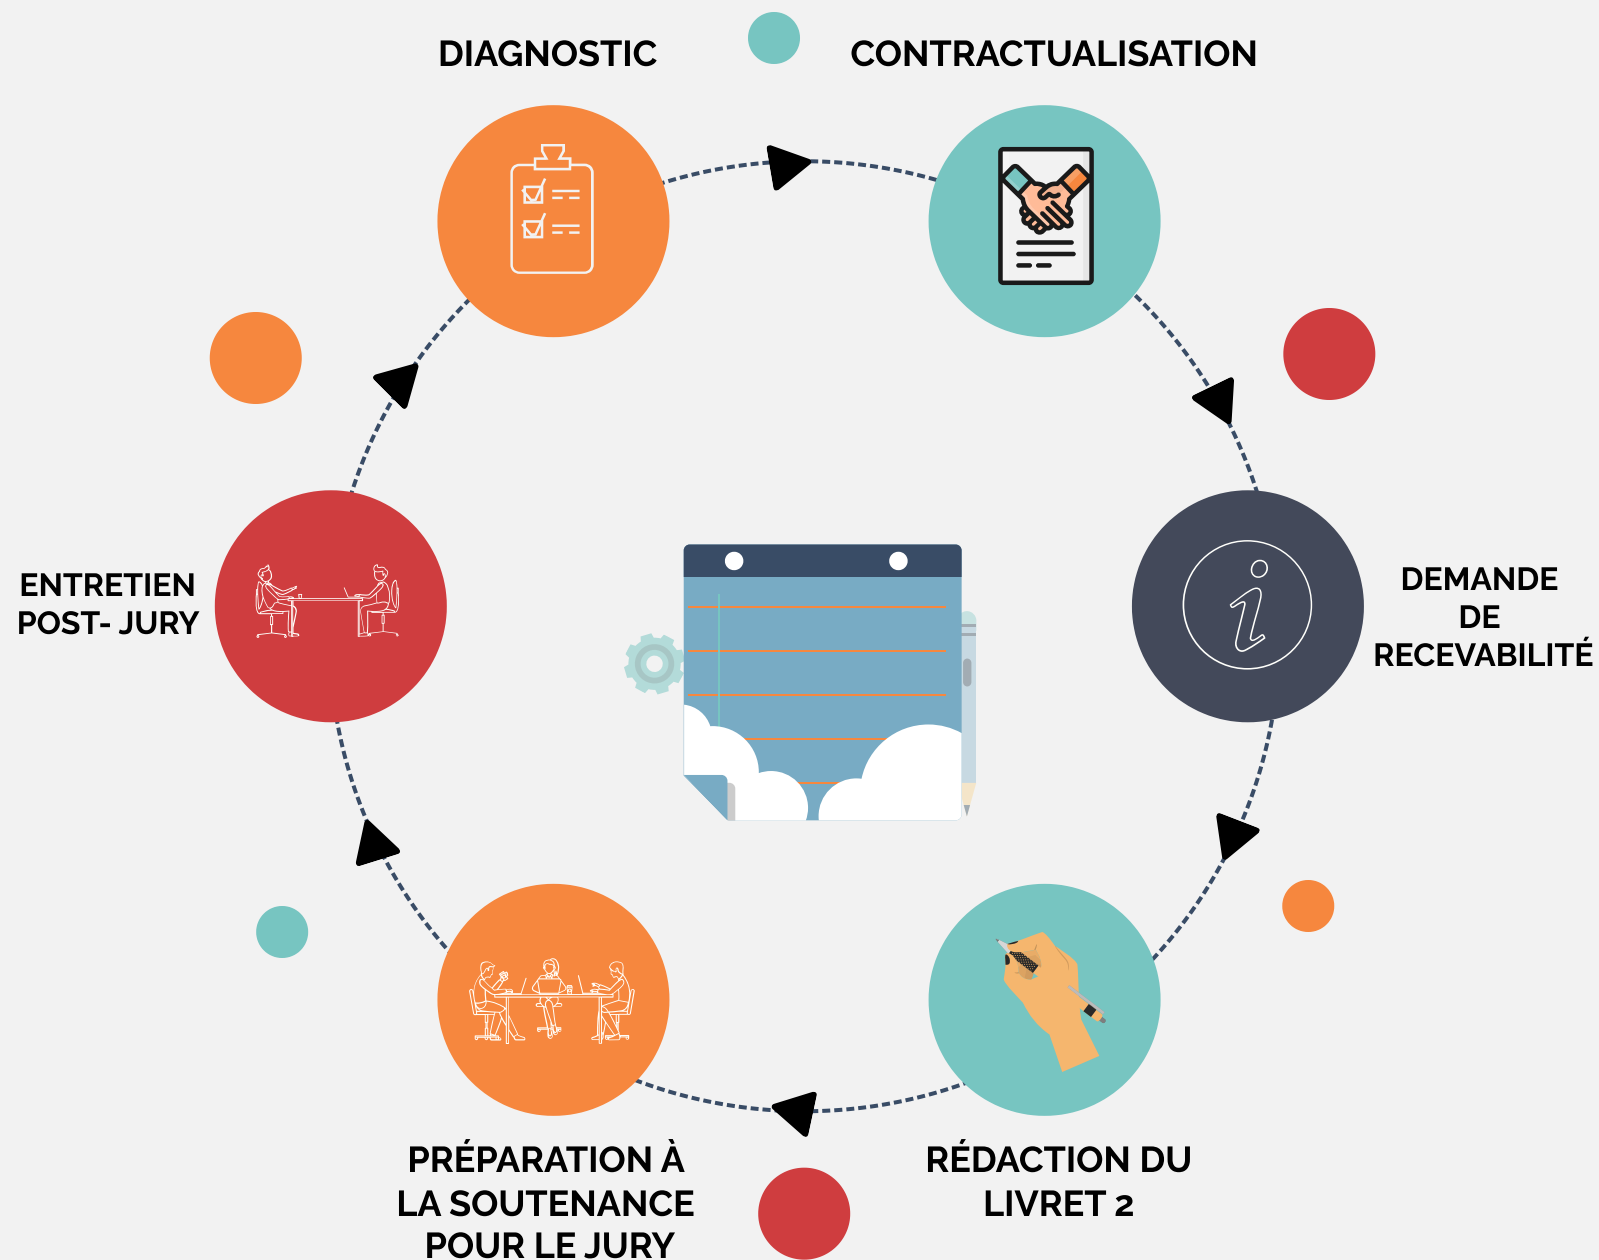 DIAGNOSTIC
CONTRACTUALISATION
DEMANDE
DE
RECEVABILITÉ
RÉDACTION DU
LIVRET 2
PRÉPARATION À
LA SOUTENANCE
POUR LE JURY
ENTRETIEN
POST- JURY